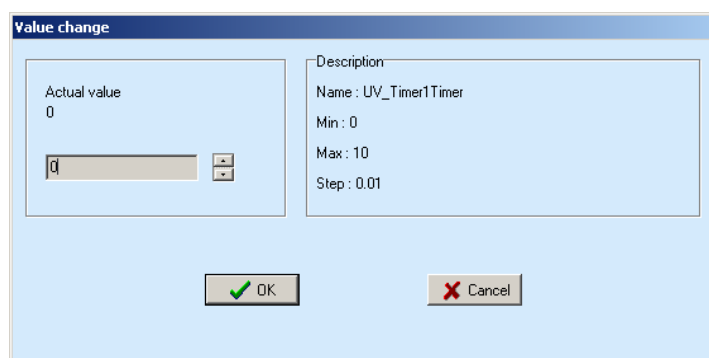 Value change
Actual value
0
0
Description
Name : UV_Timer1Timer
Min : 0
Max : 10
Step : 0.01
OK
Cancel